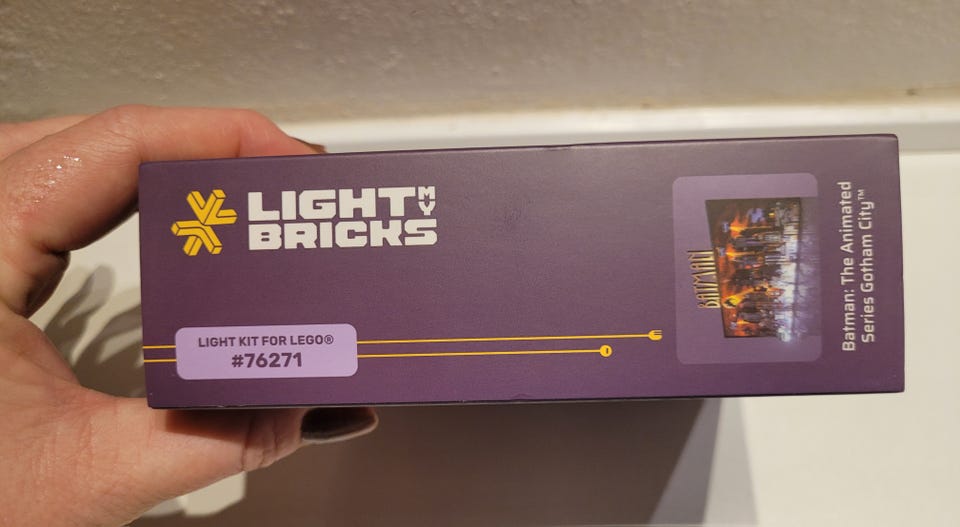 LIGHT MY
BRICKS
LIGHT KIT FOR LEGO®
#76271
BATMAN
Batman: The Animated
Series Gotham City™